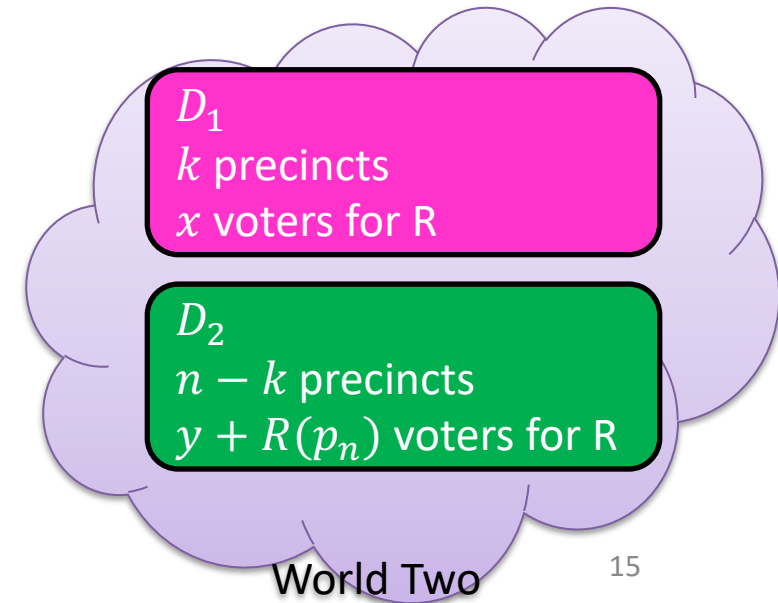 D₁
k precincts
x voters for R
D₂
n − k precincts
y + R(pₙ) voters for R
World Two
15